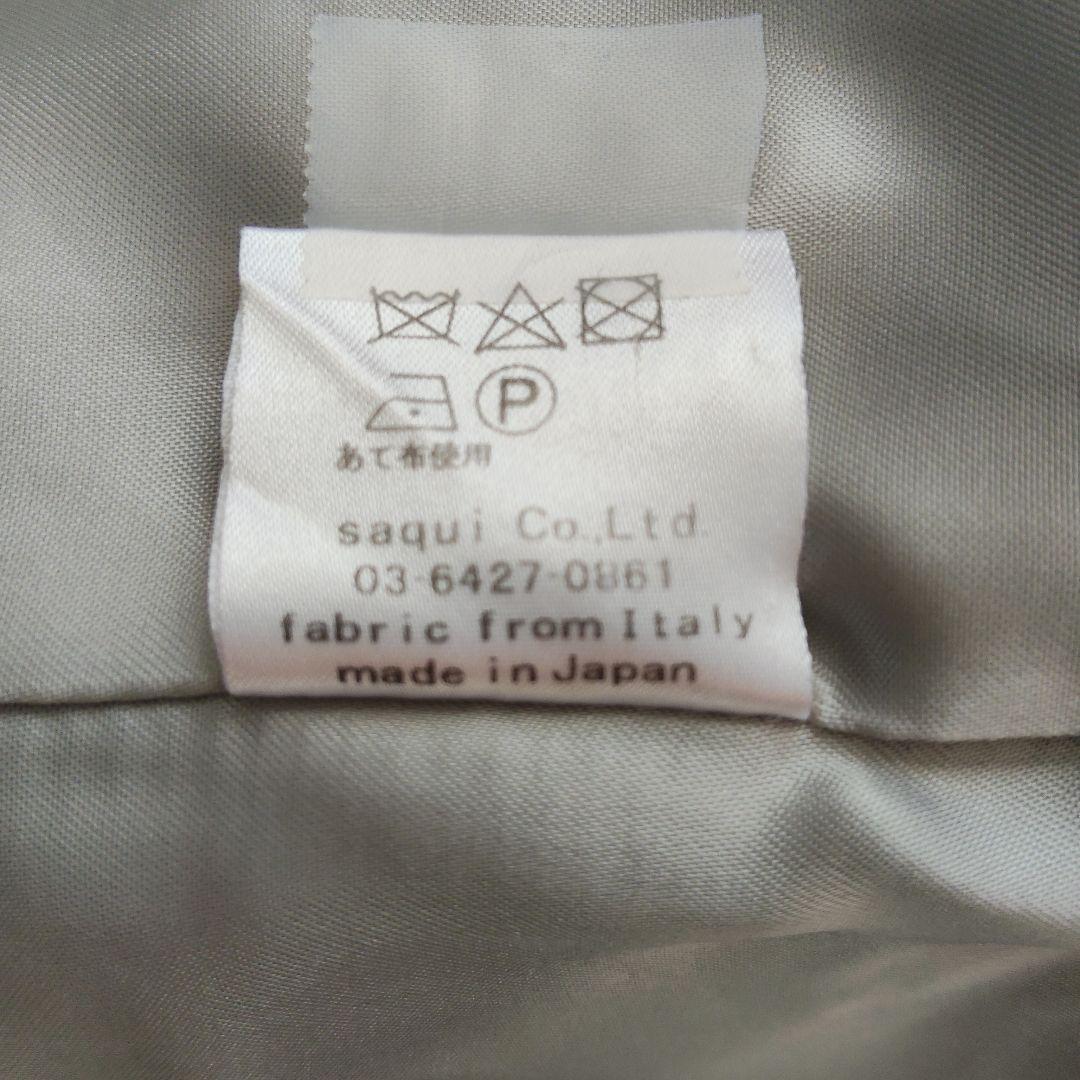 P
あて布使用
saqui Co.,Ltd.
03-6427-0861
fabric from Italy
made in Japan